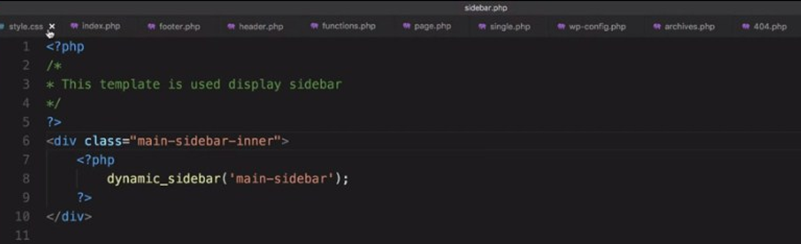 sidebar.php
style.css index.php footer.php header.php functions.php page.php single.php wp-config.php archives.php 404.php
1 <?php
2 /*
3 * This template is used display sidebar
4 */
5 ?>
6 <div class="main-sidebar-inner">
7 <?php
8 dynamic_sidebar('main-sidebar');
9 ?>
10 </div>
11